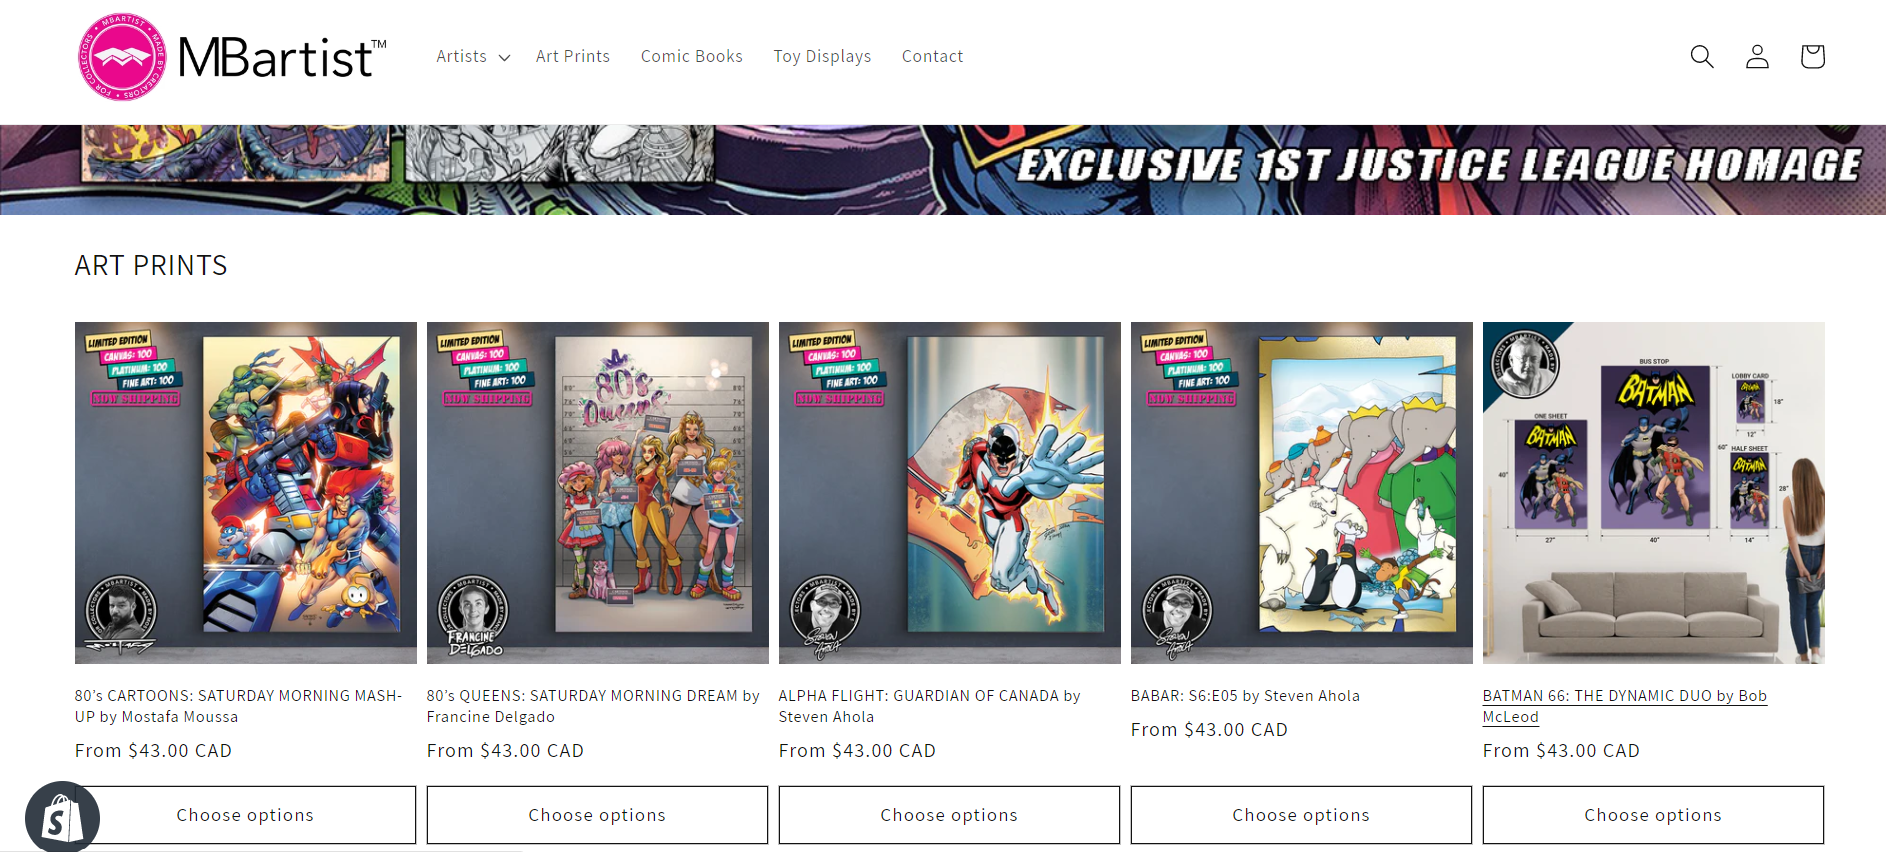 MBARTIST • MADE BY CREATORS • FOR COLLECTORS •
MBartist™
Artists
Art Prints
Comic Books
Toy Displays
Contact
EXCLUSIVE 1ST JUSTICE LEAGUE HOMAGE
ART PRINTS
LIMITED EDITION
CANVAS: 100
PLATINUM: 100
FINE ART: 100
NOW SHIPPING
LIMITED EDITION
CANVAS: 100
PLATINUM: 100
FINE ART: 100
NOW SHIPPING
80s
Queens
FRANCINE
DELGADO
LIMITED EDITION
CANVAS: 100
PLATINUM: 100
FINE ART: 100
NOW SHIPPING
STEVEN
AHOLA
LIMITED EDITION
CANVAS: 100
PLATINUM: 100
FINE ART: 100
NOW SHIPPING
STEVEN
AHOLA
BUS STOP
BATMAN
60"
40"
LOBBY CARD
BATMAN
18"
12"
ONE SHEET
BATMAN
40"
27"
HALF SHEET
BATMAN
28"
14"
80's CARTOONS: SATURDAY MORNING MASH-
UP by Mostafa Moussa
From $43.00 CAD
Choose options
80's QUEENS: SATURDAY MORNING DREAM by
Francine Delgado
From $43.00 CAD
Choose options
ALPHA FLIGHT: GUARDIAN OF CANADA by
Steven Ahola
From $43.00 CAD
Choose options
BABAR: S6:E05 by Steven Ahola
From $43.00 CAD
Choose options
BATMAN 66: THE DYNAMIC DUO by Bob
McLeod
From $43.00 CAD
Choose options